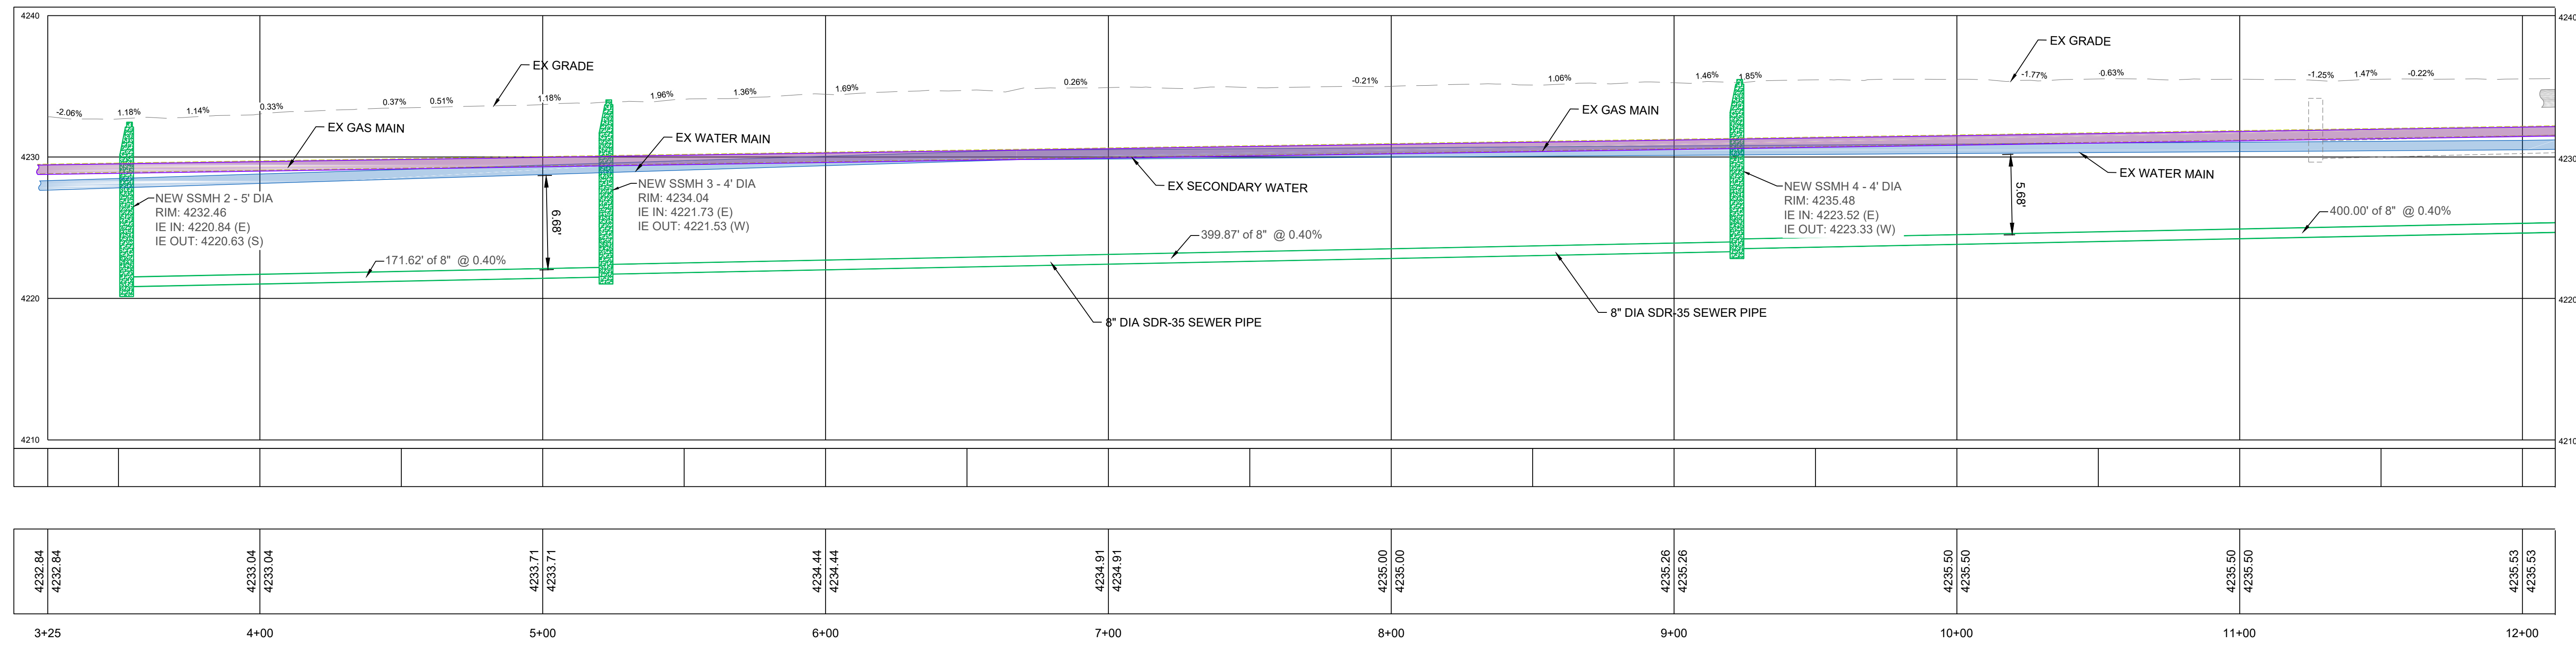 4240
4240
EX GRADE
EX GRADE
-2.06%
1.18%
1.14%
0.33%
0.37%
0.51%
1.18%
1.96%
1.36%
1.69%
0.26%
-0.21%
1.06%
1.46%
1.85%
-1.77%
-0.63%
-1.25%
1.47%
-0.22%
EX GAS MAIN
EX WATER MAIN
EX GAS MAIN
4230
4230
EX SECONDARY WATER
EX WATER MAIN
NEW SSMH 2 - 5' DIA
RIM: 4232.46
IE IN: 4220.84 (E)
IE OUT: 4220.63 (S)
6.68'
NEW SSMH 3 - 4' DIA
RIM: 4234.04
IE IN: 4221.73 (E)
IE OUT: 4221.53 (W)
NEW SSMH 4 - 4' DIA
RIM: 4235.48
IE IN: 4223.52 (E)
IE OUT: 4223.33 (W)
5.68'
171.62' of 8" @ 0.40%
399.87' of 8" @ 0.40%
400.00' of 8" @ 0.40%
4220
4220
8" DIA SDR-35 SEWER PIPE
8" DIA SDR-35 SEWER PIPE
4210
4210
4232.84
4232.84
4233.04
4233.04
4233.71
4233.71
4234.44
4234.44
4234.91
4234.91
4235.00
4235.00
4235.26
4235.26
4235.50
4235.50
4235.50
4235.50
4235.53
4235.53
3+25
4+00
5+00
6+00
7+00
8+00
9+00
10+00
11+00
12+00